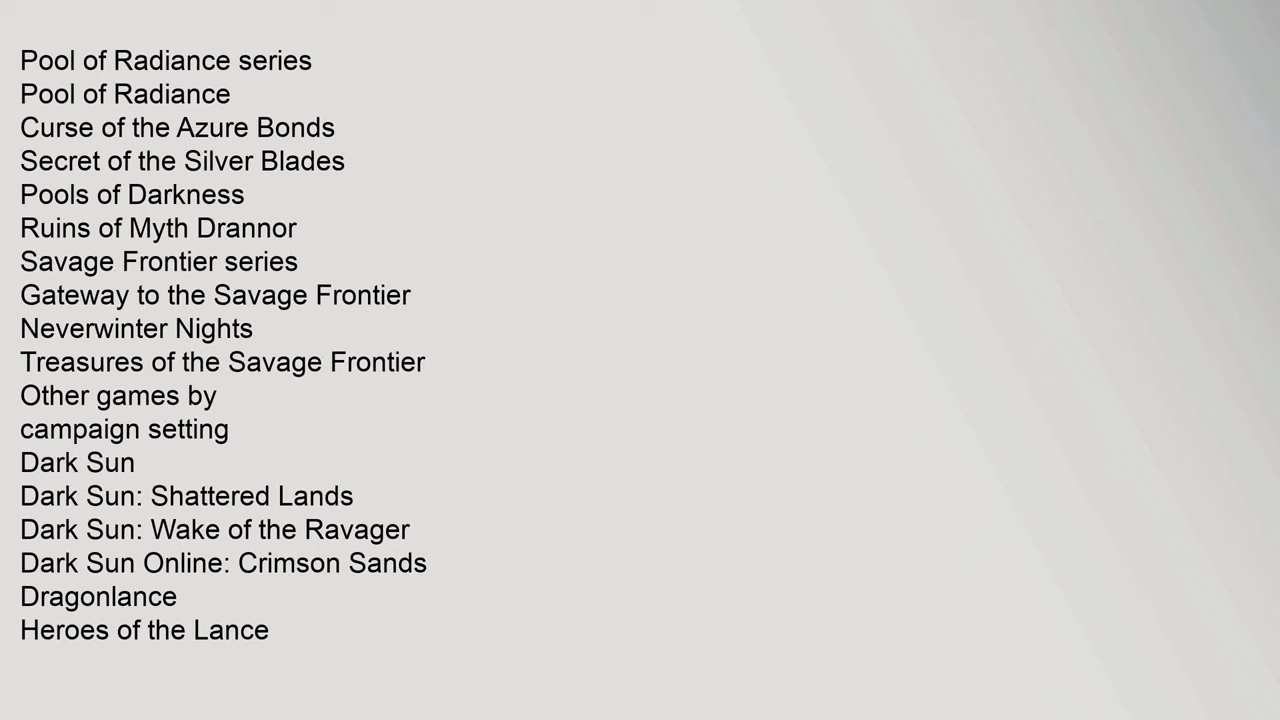 Pool of Radiance series
Pool of Radiance
Curse of the Azure Bonds
Secret of the Silver Blades
Pools of Darkness
Ruins of Myth Drannor
Savage Frontier series
Gateway to the Savage Frontier
Neverwinter Nights
Treasures of the Savage Frontier
Other games by
campaign setting
Dark Sun
Dark Sun: Shattered Lands
Dark Sun: Wake of the Ravager
Dark Sun Online: Crimson Sands
Dragonlance
Heroes of the Lance